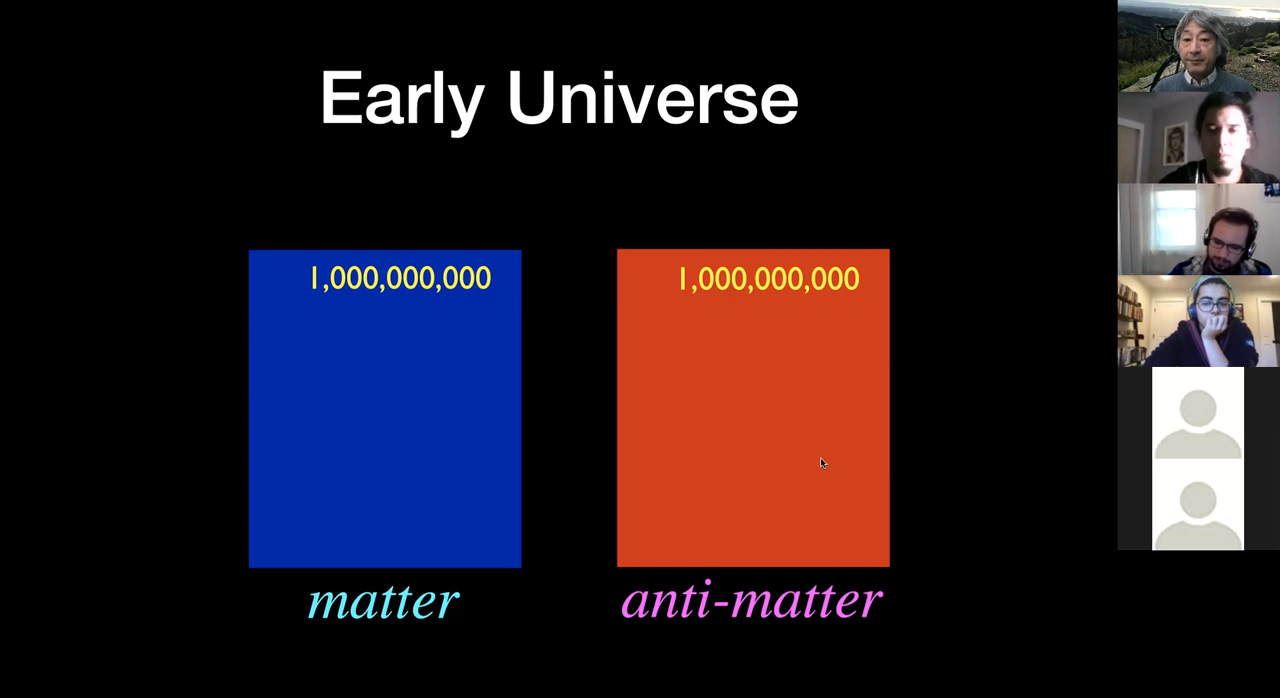 Early Universe
1,000,000,000
1,000,000,000
matter
anti-matter